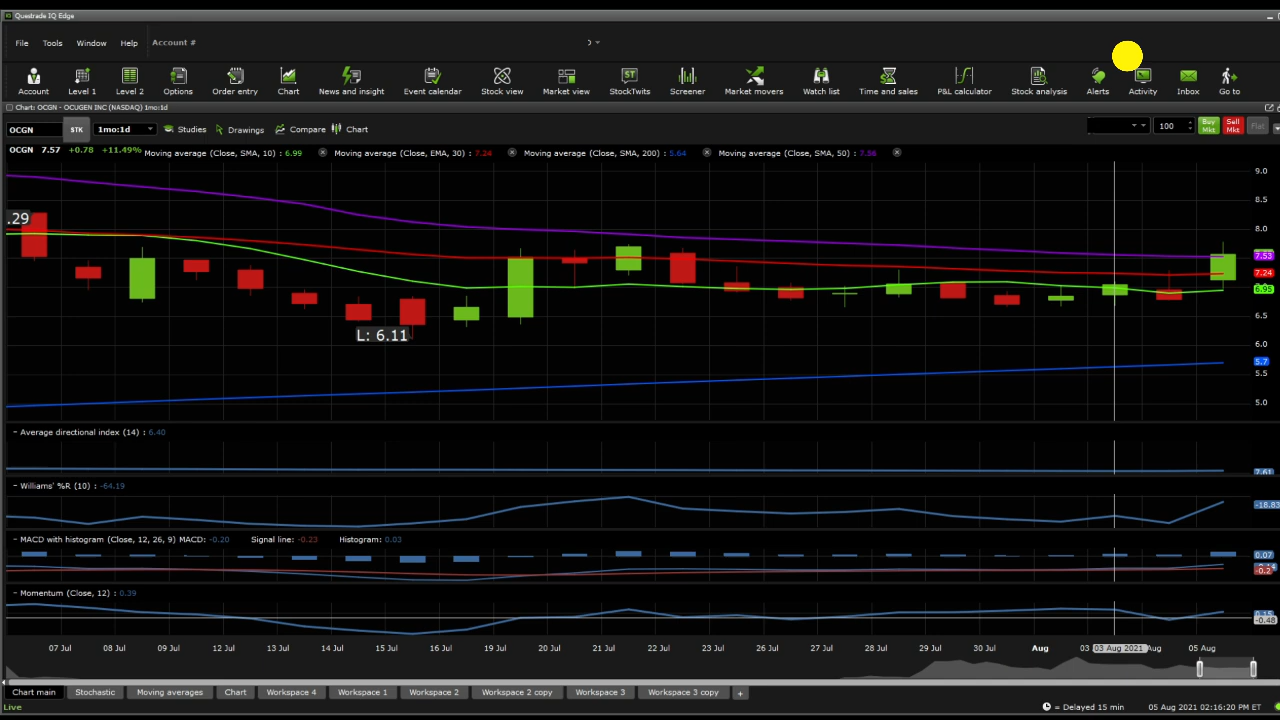 Questrade IQ Edge
File Tools Window Help Account #
Account Level 1 Level 2 Options Order entry Chart News and insight Event calendar Stock view Market view StockTwits Screener Market movers Watch list Time and sales P&L calculator Stock analysis Alerts Activity Inbox Go to
Chart: OCGN - OCUGEN INC (NASDAQ) 1mo:1d
OCGN STK 1mo:1d Studies Drawings Compare Chart 100 Buy Mkt Sell Mkt Flat
OCGN 7.57 +0.78 +11.49% Moving average (Close, SMA, 10) : 6.99 Moving average (Close, EMA, 30) : 7.24 Moving average (Close, SMA, 200) : 5.64 Moving average (Close, SMA, 50) : 7.56
9.0
8.5
.29
8.0
7.53
7.24
6.95
6.5
L: 6.11
6.0
5.7
5.5
5.0
– Average directional index (14) : 6.40
7.61
– Williams' %R (10) : -64.19
-18.83
– MACD with histogram (Close, 12, 26, 9) MACD: -0.20 Signal line: -0.23 Histogram: 0.03
0.07
-0.2
– Momentum (Close, 12) : 0.39
0.15
-0.48
07 Jul 08 Jul 09 Jul 12 Jul 13 Jul 14 Jul 15 Jul 16 Jul 19 Jul 20 Jul 21 Jul 22 Jul 23 Jul 26 Jul 27 Jul 28 Jul 29 Jul 30 Jul Aug 03 03 Aug 2021 Aug 05 Aug
Chart main Stochastic Moving averages Chart Workspace 4 Workspace 1 Workspace 2 Workspace 2 copy Workspace 3 Workspace 3 copy +
Live = Delayed 15 min 05 Aug 2021 02:16:20 PM ET